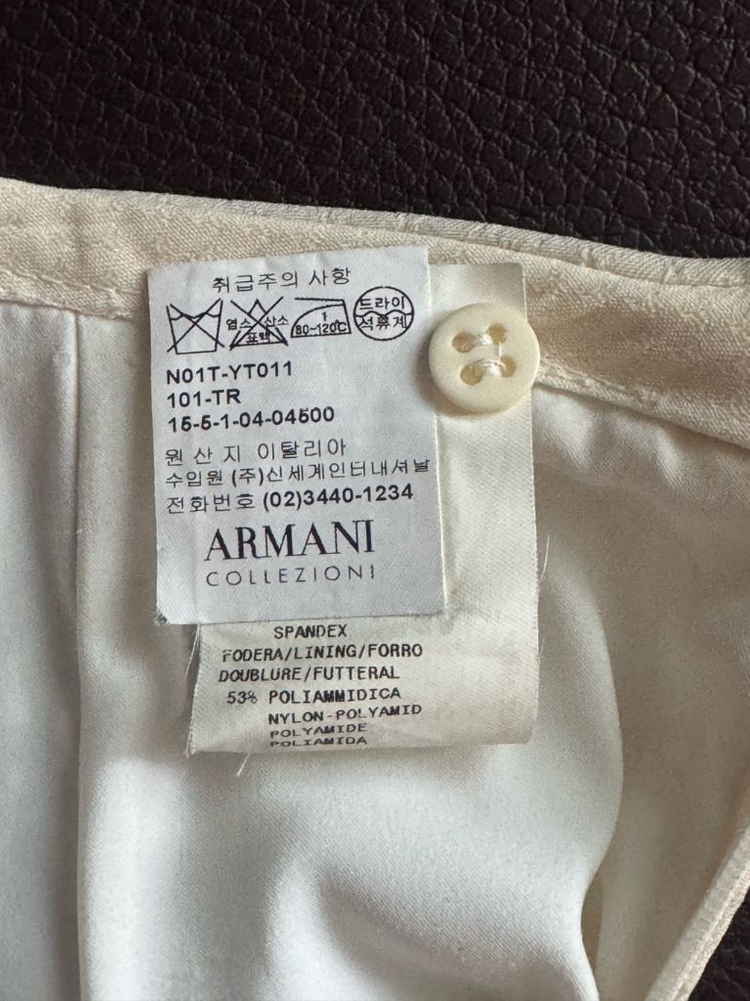 취급주의 사항
염소 산소
표백
1
80~120℃
드라이
석유계
N01T-YT011
101-TR
15-5-1-04-04500
원산지 이탈리아
수입원 (주)신세계인터내셔날
전화번호 (02)3440-1234
ARMANI
COLLEZIONI
SPANDEX
FODERA/LINING/FORRO
DOUBLURE/FUTTERAL
53% POLIAMMIDICA
NYLON-POLYAMID
POLYAMIDE
POLIAMIDA